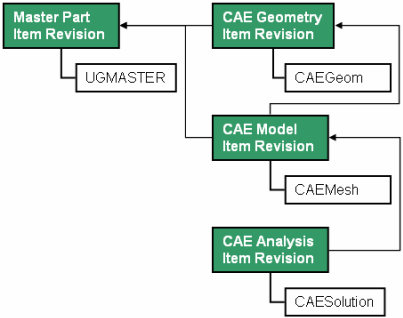 Master Part
Item Revision
UGMASTER
CAE Geometry
Item Revision
CAEGeom
CAE Model
Item Revision
CAEMesh
CAE Analysis
Item Revision
CAESolution